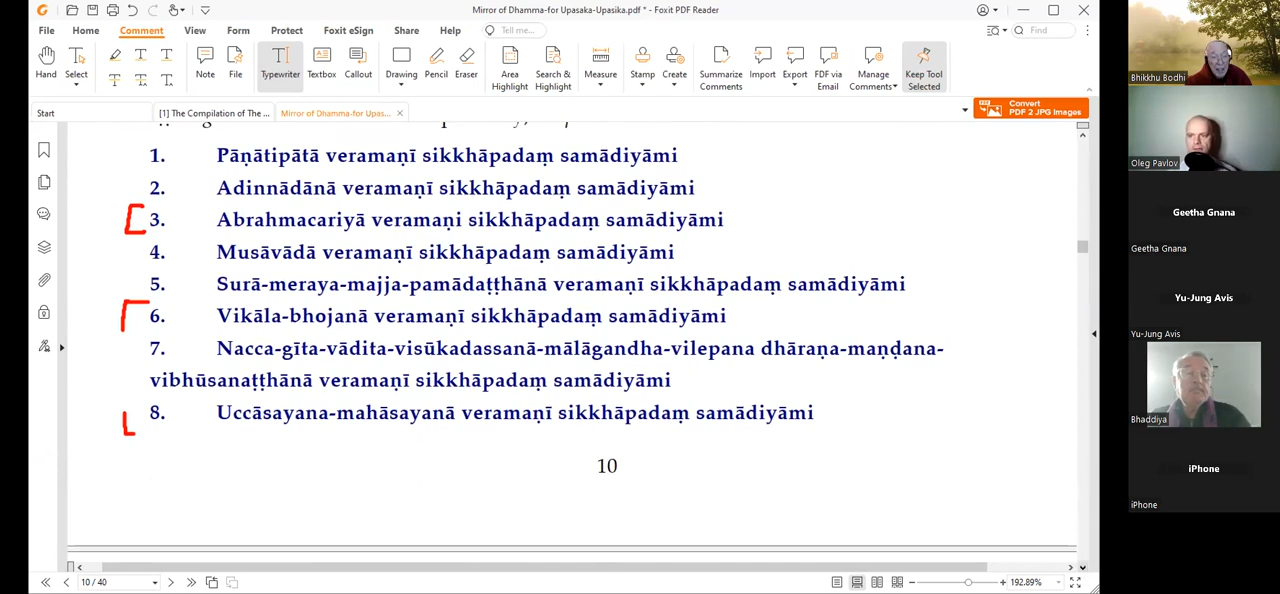 Mirror of Dhamma-for Upasaka-Upasika.pdf * - Foxit PDF Reader
File Home Comment View Form Protect Foxit eSign Share Help Tell me... Find
Hand Select Note File Typewriter Textbox Callout Drawing Pencil Eraser Area Highlight Search & Highlight Measure Stamp Create Summarize Comments Import Export FDF via Email Manage Comments Keep Tool Selected
Start [1] The Compilation of The ... Mirror of Dhamma-for Upas... Convert PDF 2 JPG Images
1. Pāṇātipātā veramaṇī sikkhāpadaṃ samādiyāmi
2. Adinnādānā veramaṇī sikkhāpadaṃ samādiyāmi
3. Abrahmacariyā veramaṇi sikkhāpadaṃ samādiyāmi
4. Musāvādā veramaṇī sikkhāpadaṃ samādiyāmi
5. Surā-meraya-majja-pamādaṭṭhānā veramaṇī sikkhāpadaṃ samādiyāmi
6. Vikāla-bhojanā veramaṇī sikkhāpadaṃ samādiyāmi
7. Nacca-gīta-vādita-visūkadassanā-mālāgandha-vilepana dhāraṇa-maṇḍana-
vibhūsanaṭṭhānā veramaṇī sikkhāpadaṃ samādiyāmi
8. Uccāsayana-mahāsayanā veramaṇī sikkhāpadaṃ samādiyāmi
10
10 / 40 192.89%
Bhikkhu Bodhi
Oleg Pavlov
Geetha Gnana
Geetha Gnana
Yu-Jung Avis
Yu-Jung Avis
Bhaddiya
iPhone
iPhone